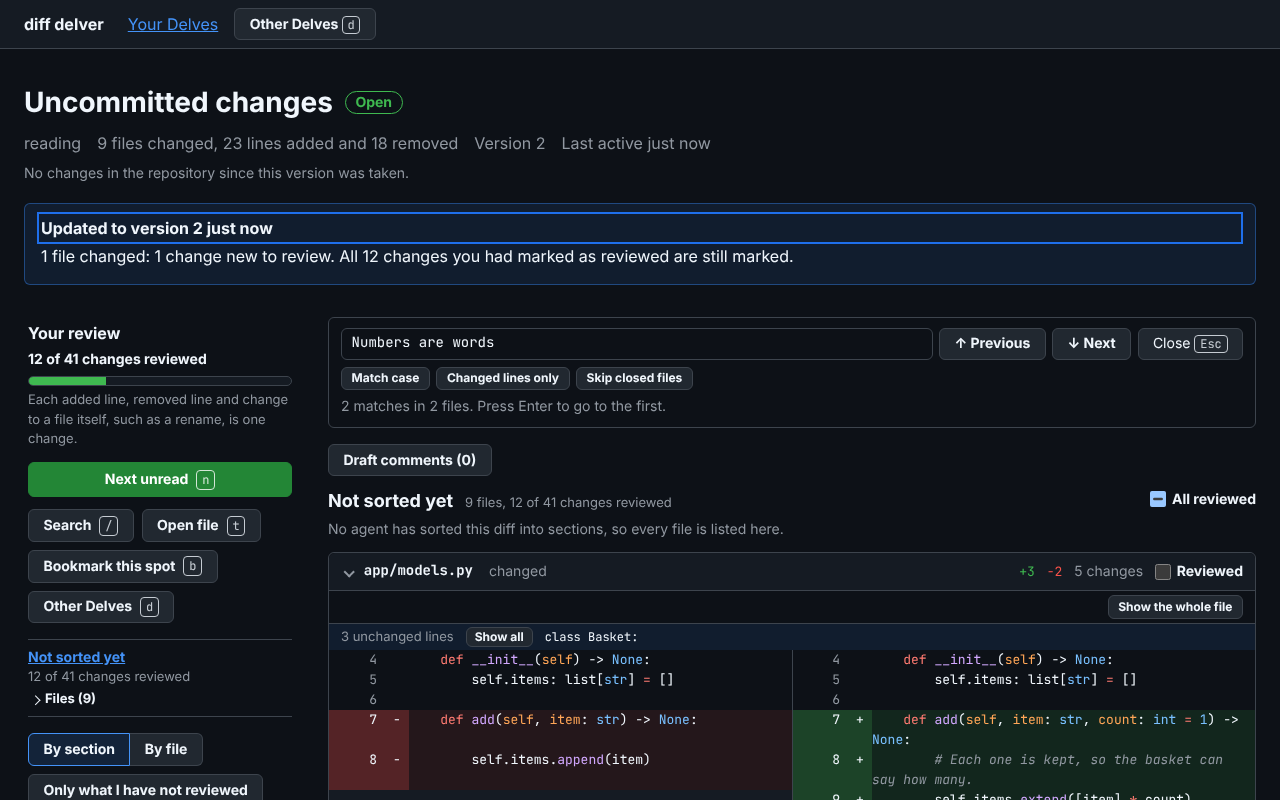 diff delver Your Delves Other Delves d
Uncommitted changes Open
reading 9 files changed, 23 lines added and 18 removed Version 2 Last active just now
No changes in the repository since this version was taken.
Updated to version 2 just now
1 file changed: 1 change new to review. All 12 changes you had marked as reviewed are still marked.
Your review
12 of 41 changes reviewed
Each added line, removed line and change
to a file itself, such as a rename, is one
change.
Next unread n
Search / Open file t
Bookmark this spot b
Other Delves d
Not sorted yet
12 of 41 changes reviewed
Files (9)
By section By file
Only what I have not reviewed
Numbers are words ↑ Previous ↓ Next Close Esc
Match case Changed lines only Skip closed files
2 matches in 2 files. Press Enter to go to the first.
Draft comments (0)
Not sorted yet 9 files, 12 of 41 changes reviewed All reviewed
No agent has sorted this diff into sections, so every file is listed here.
app/models.py changed +3 -2 5 changes Reviewed
Show the whole file
3 unchanged lines Show all class Basket:
4 def __init__(self) -> None: 4 def __init__(self) -> None:
5 self.items: list[str] = [] 5 self.items: list[str] = []
6 6
7 - def add(self, item: str) -> None: 7 + def add(self, item: str, count: int = 1) ->
None:
8 - self.items.append(item) 8 + # Each one is kept, so the basket can
say how many.
9 + self.items.extend([item] * count)